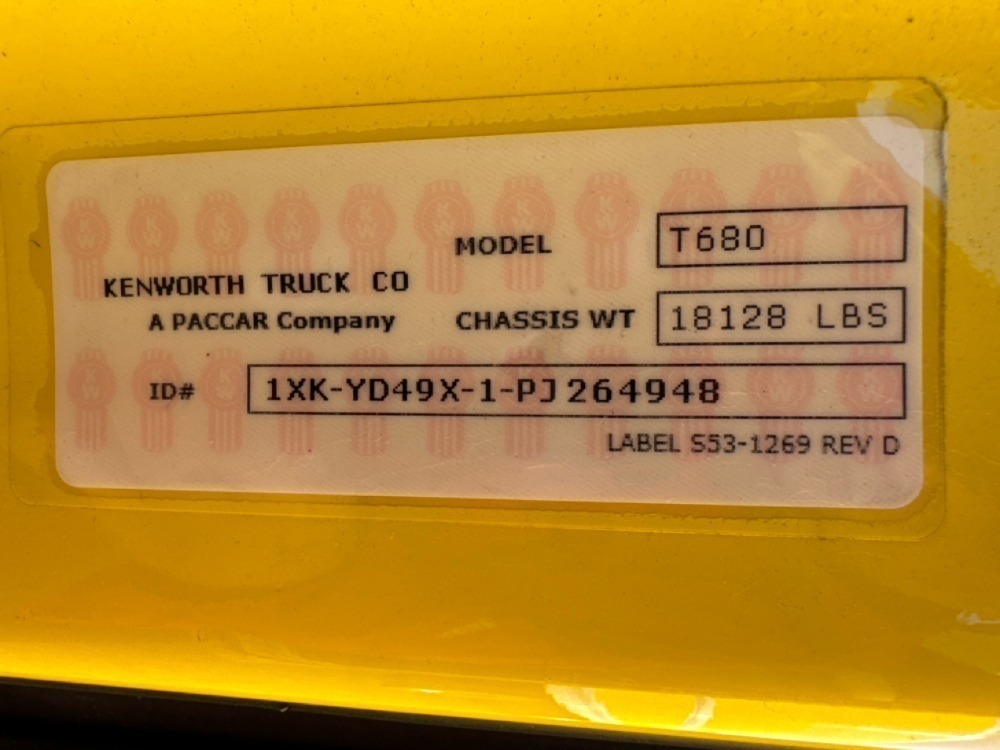 MODEL T680
KENWORTH TRUCK CO
A PACCAR Company CHASSIS WT 18128 LBS
ID# 1XK-YD49X-1-PJ264948
LABEL S53-1269 REV D